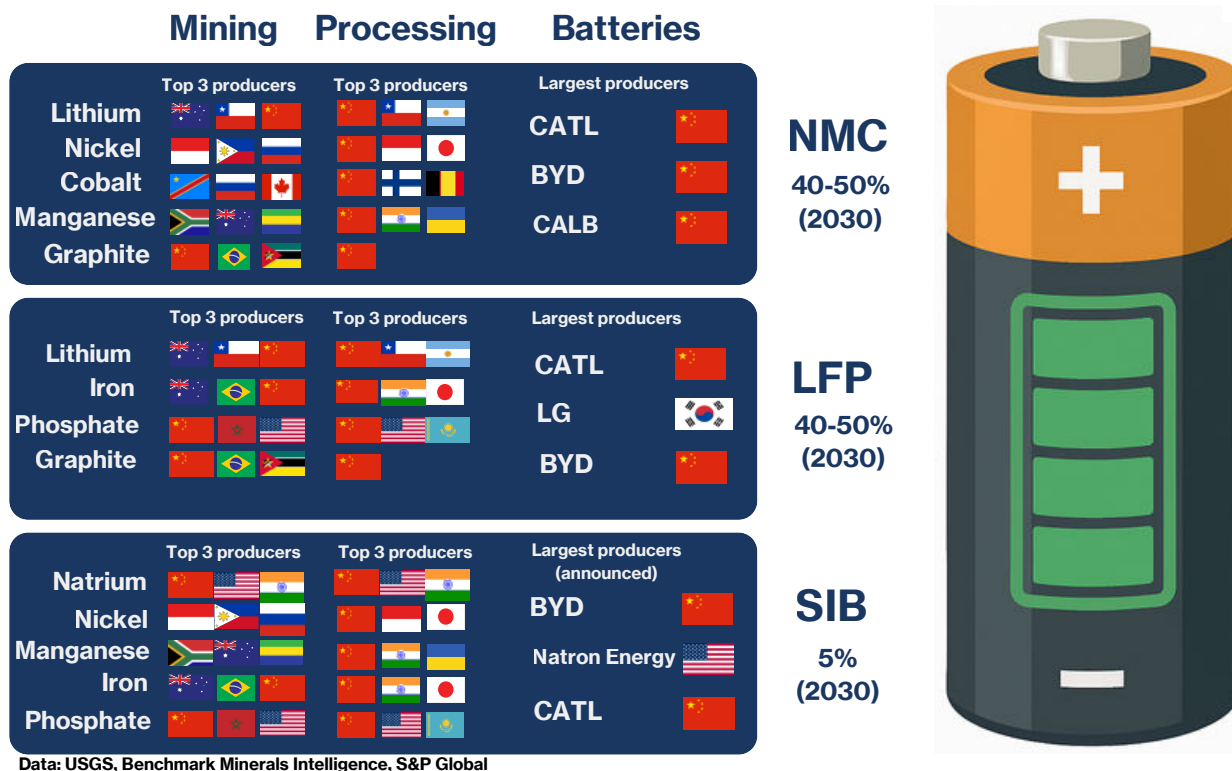 Mining Processing Batteries
Top 3 producers Top 3 producers Largest producers
Lithium
Nickel
Cobalt
Manganese
Graphite
CATL
BYD
CALB
NMC
40-50%
(2030)
Top 3 producers Top 3 producers Largest producers
Lithium
Iron
Phosphate
Graphite
CATL
LG
BYD
LFP
40-50%
(2030)
Top 3 producers Top 3 producers Largest producers
(announced)
Natrium
Nickel
Manganese
Iron
Phosphate
BYD
Natron Energy
CATL
SIB
5%
(2030)
Data: USGS, Benchmark Minerals Intelligence, S&P Global